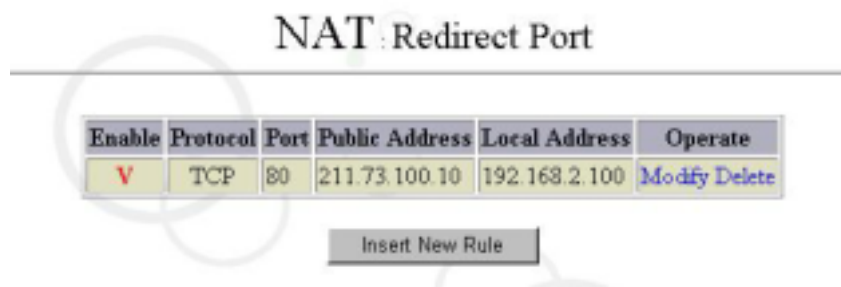 NAT : Redirect Port
Enable Protocol Port Public Address Local Address Operate
V TCP 80 211.73.100.10 192.168.2.100 Modify Delete
Insert New Rule